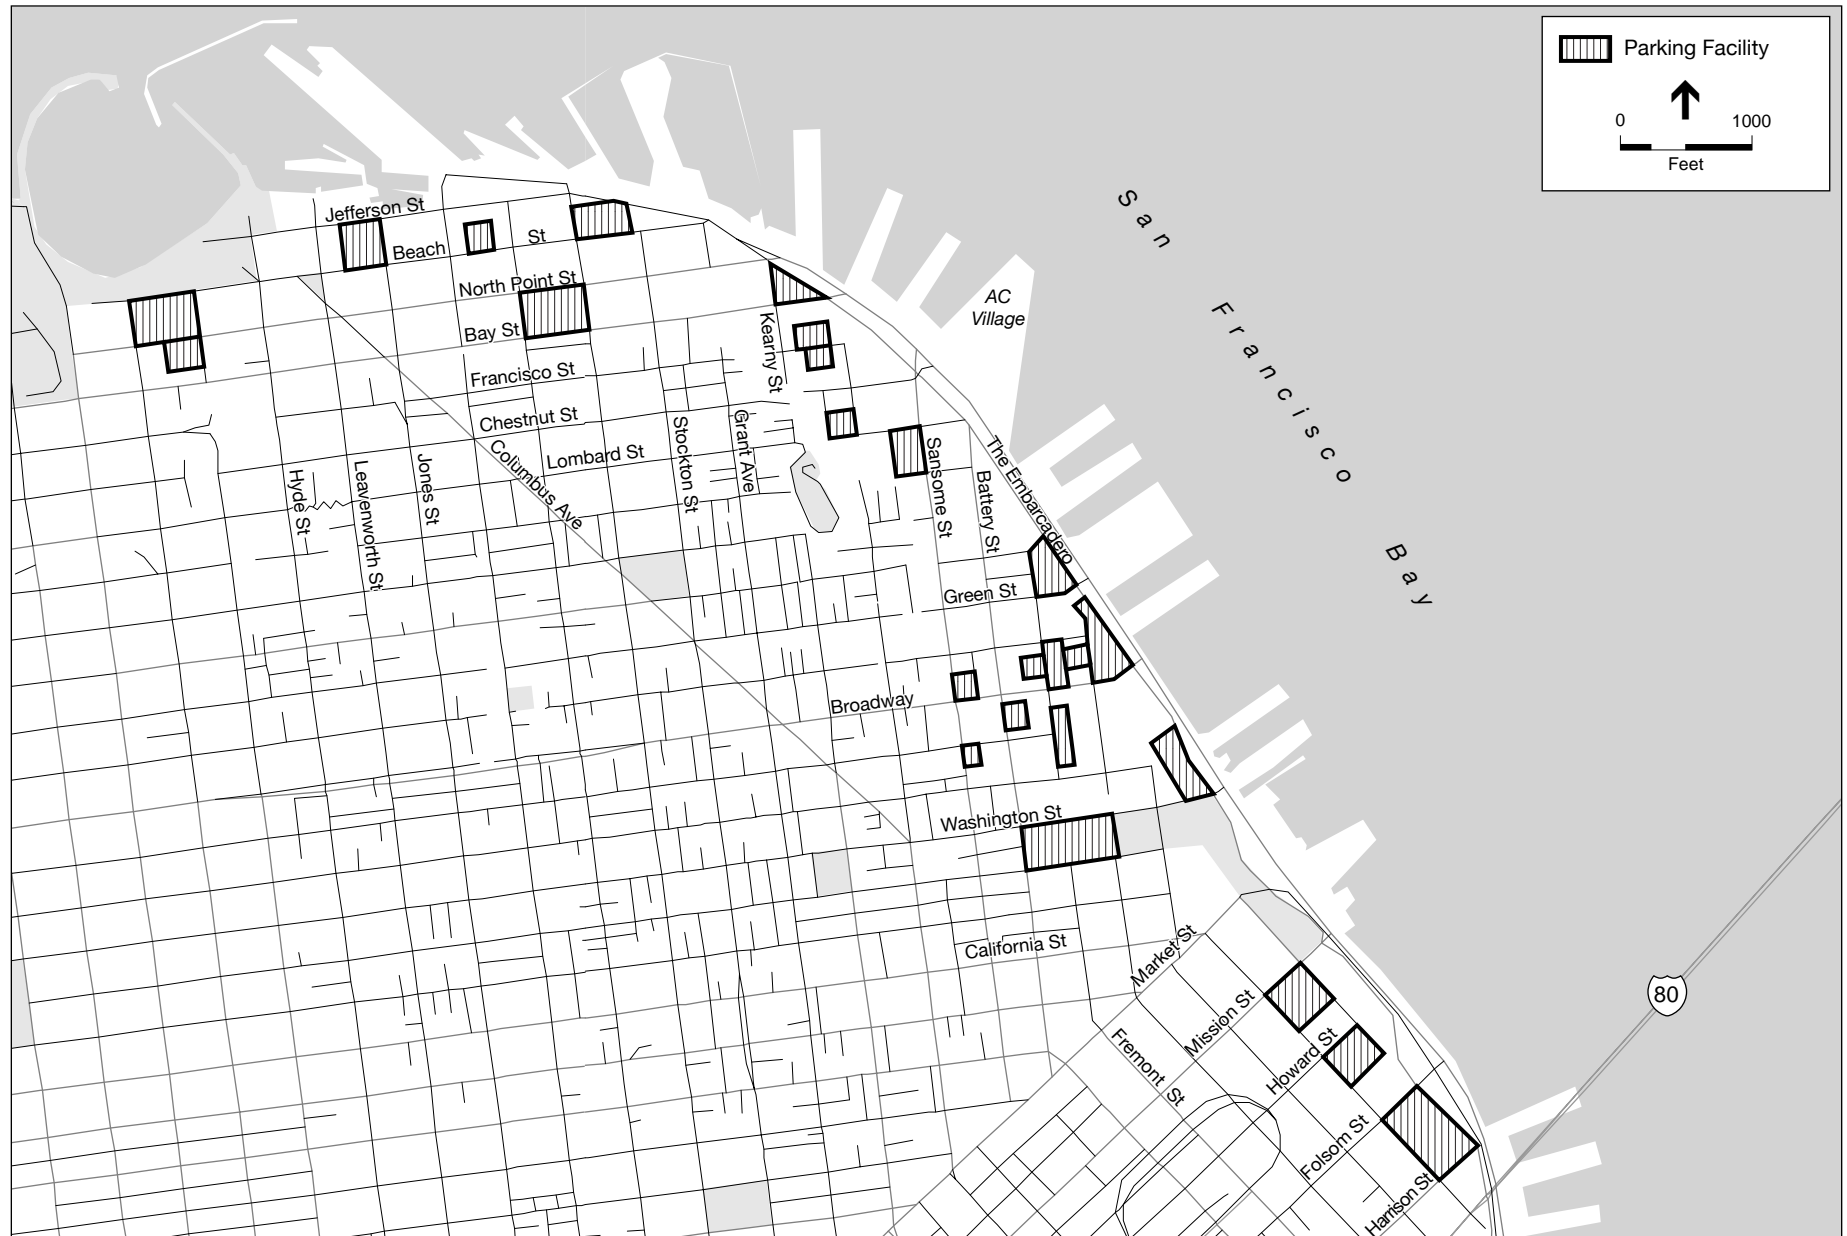 Parking Facility
0
1000
Feet
San Francisco Bay
AC
Village
Jefferson St
Beach St
North Point St
Bay St
Francisco St
Chestnut St
Lombard St
Columbus Ave
Hyde St
Leavenworth St
Jones St
Stockton St
Grant Ave
Kearny St
Sansome St
Battery St
The Embarcadero
Green St
Broadway
Washington St
California St
Market St
Mission St
Howard St
Fremont St
Folsom St
Harrison St
80